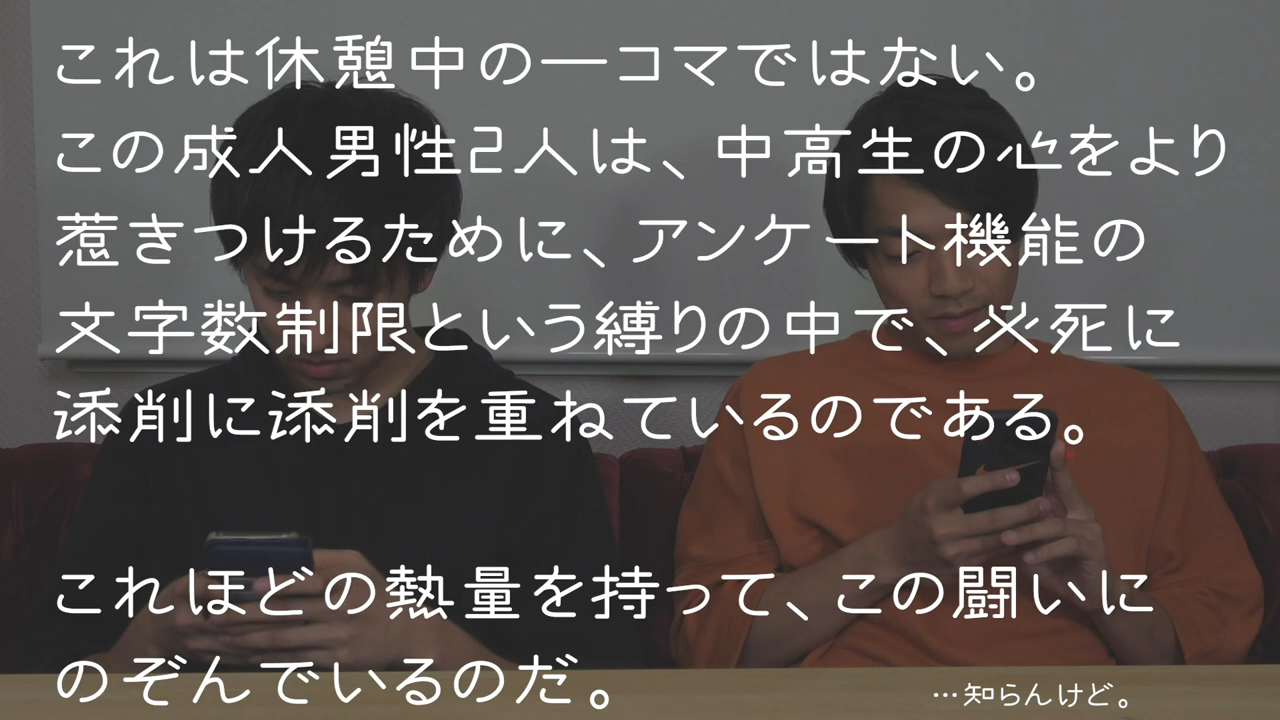 これは休憩中の一コマではない。
この成人男性2人は、中高生の心をより
惹きつけるために、アンケート機能の
文字数制限という縛りの中で、必死に
添削に添削を重ねているのである。
これほどの熱量を持って、この闘いに
のぞんでいるのだ。
…知らんけど。